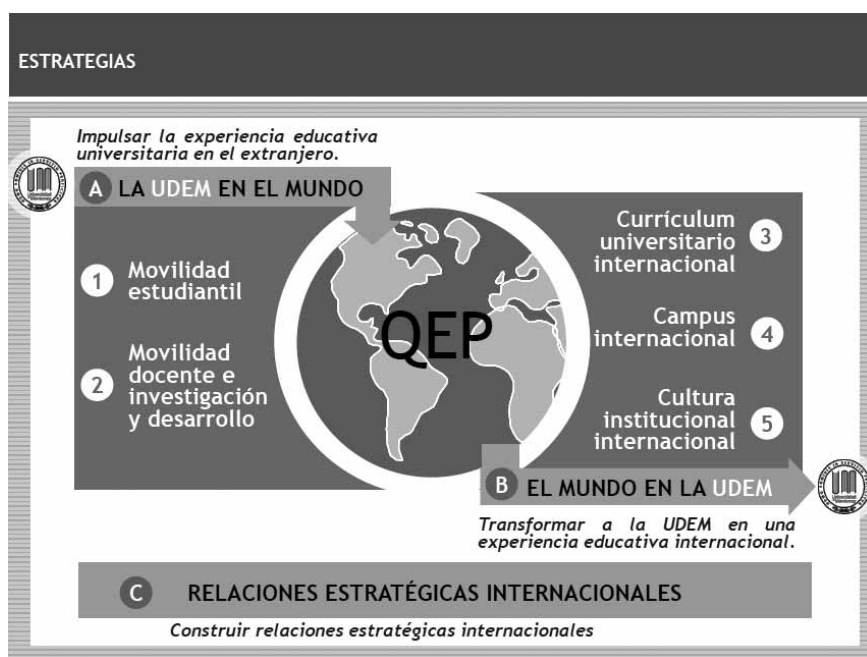 ESTRATEGIAS
Impulsar la experiencia educativa
universitaria en el extranjero.
A LA UDEM EN EL MUNDO
1 Movilidad
estudiantil
2 Movilidad
docente e
investigación
y desarrollo
QEP
Currículum
universitario 3
internacional
Campus
internacional 4
Cultura
institucional 5
internacional
B EL MUNDO EN LA UDEM
Transformar a la UDEM en una
experiencia educativa internacional.
C RELACIONES ESTRATÉGICAS INTERNACIONALES
Construir relaciones estratégicas internacionales